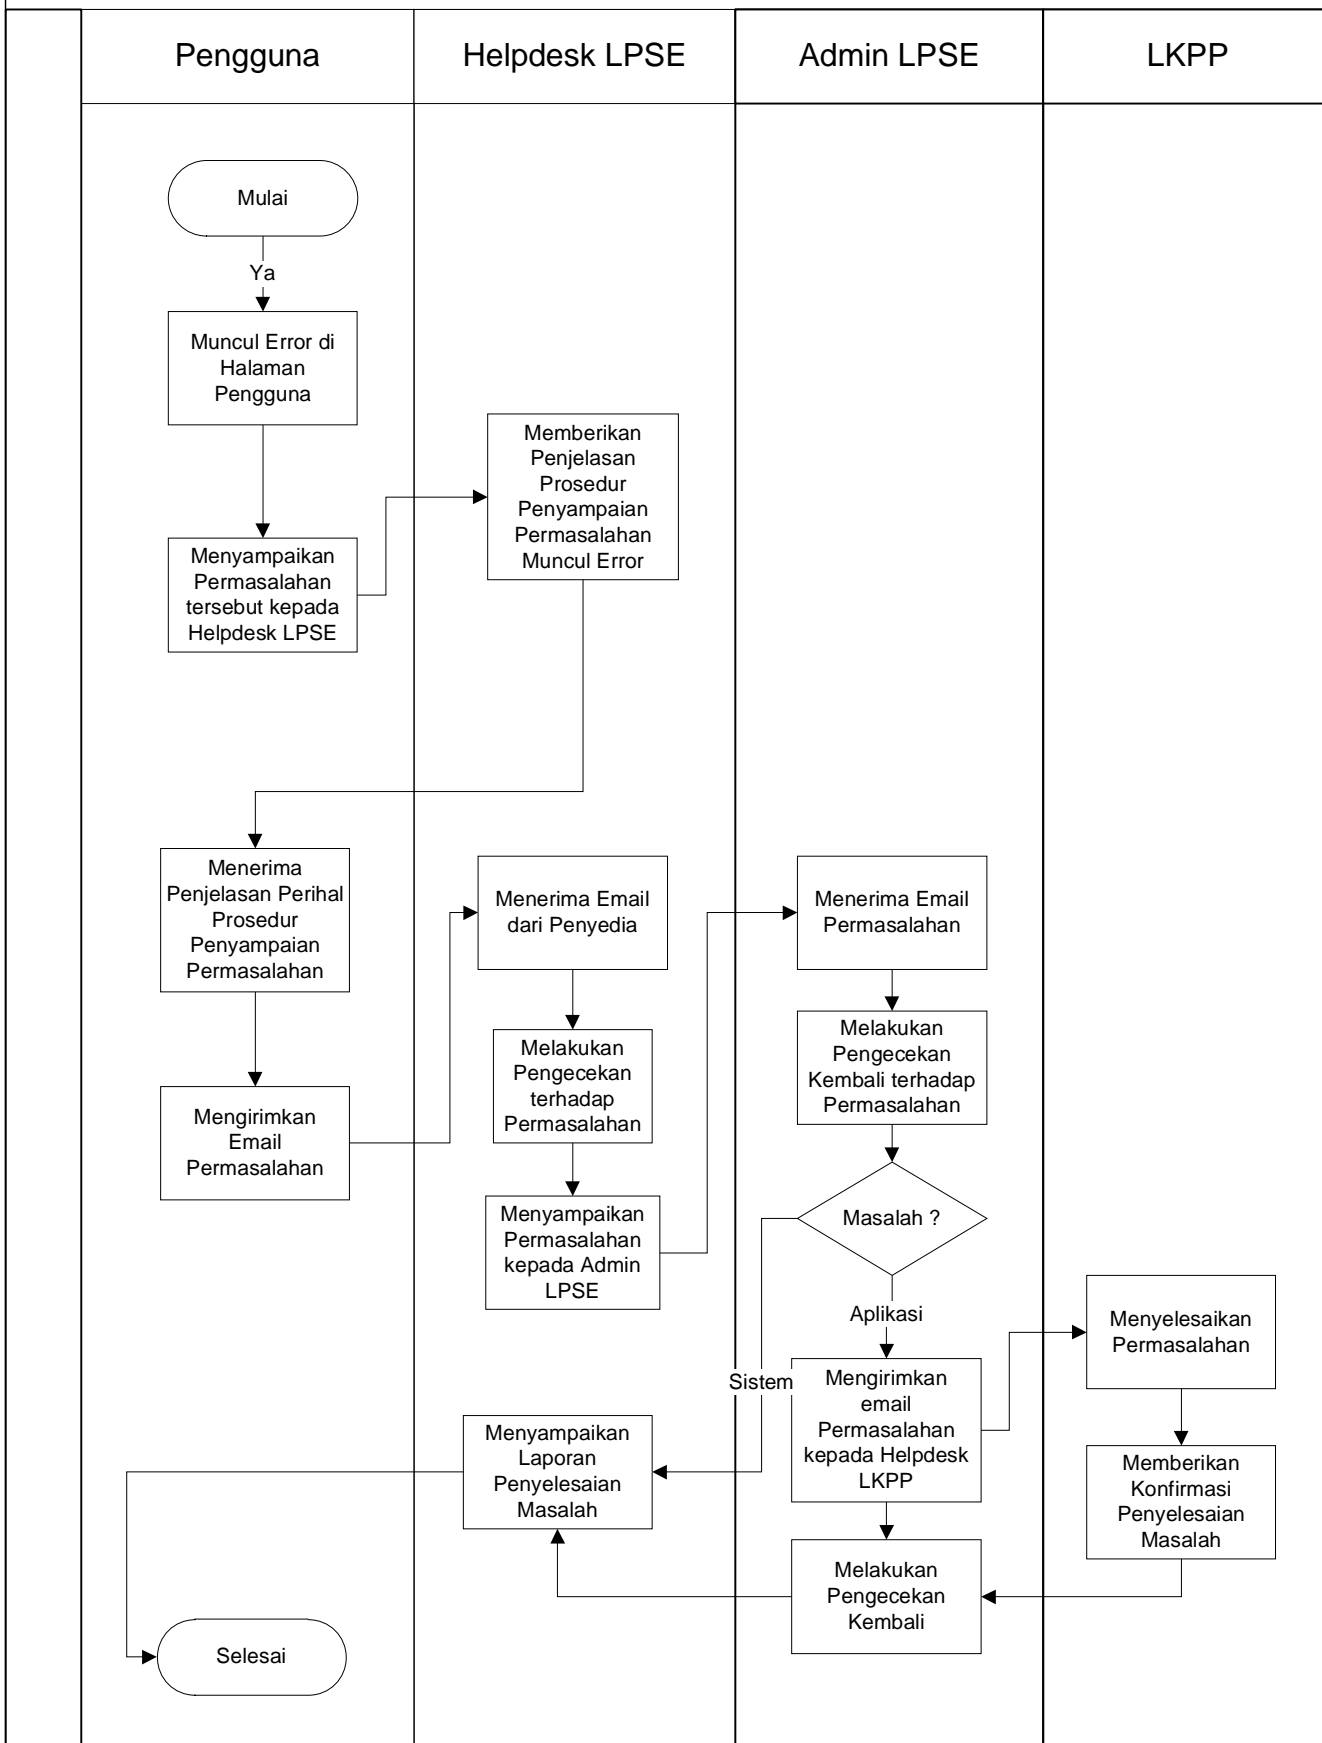 Pengguna
Helpdesk LPSE
Admin LPSE
LKPP
Mulai
Ya
Muncul Error di
Halaman
Pengguna
Menyampaikan
Permasalahan
tersebut kepada
Helpdesk LPSE
Memberikan
Penjelasan
Prosedur
Penyampaian
Permasalahan
Muncul Error
Menerima
Penjelasan Perihal
Prosedur
Penyampaian
Permasalahan
Mengirimkan
Email
Permasalahan
Menerima Email
dari Penyedia
Melakukan
Pengecekan
terhadap
Permasalahan
Menyampaikan
Permasalahan
kepada Admin
LPSE
Menerima Email
Permasalahan
Melakukan
Pengecekan
Kembali terhadap
Permasalahan
Masalah ?
Aplikasi
Sistem
Mengirimkan
email
Permasalahan
kepada Helpdesk
LKPP
Menyelesaikan
Permasalahan
Memberikan
Konfirmasi
Penyelesaian
Masalah
Melakukan
Pengecekan
Kembali
Menyampaikan
Laporan
Penyelesaian
Masalah
Selesai